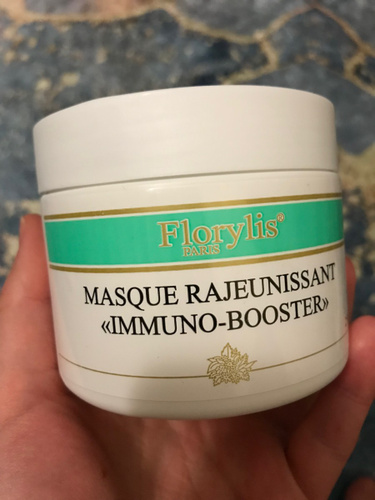 Florylis®
PARIS
MASQUE RAJEUNISSANT
«IMMUNO-BOOSTER»